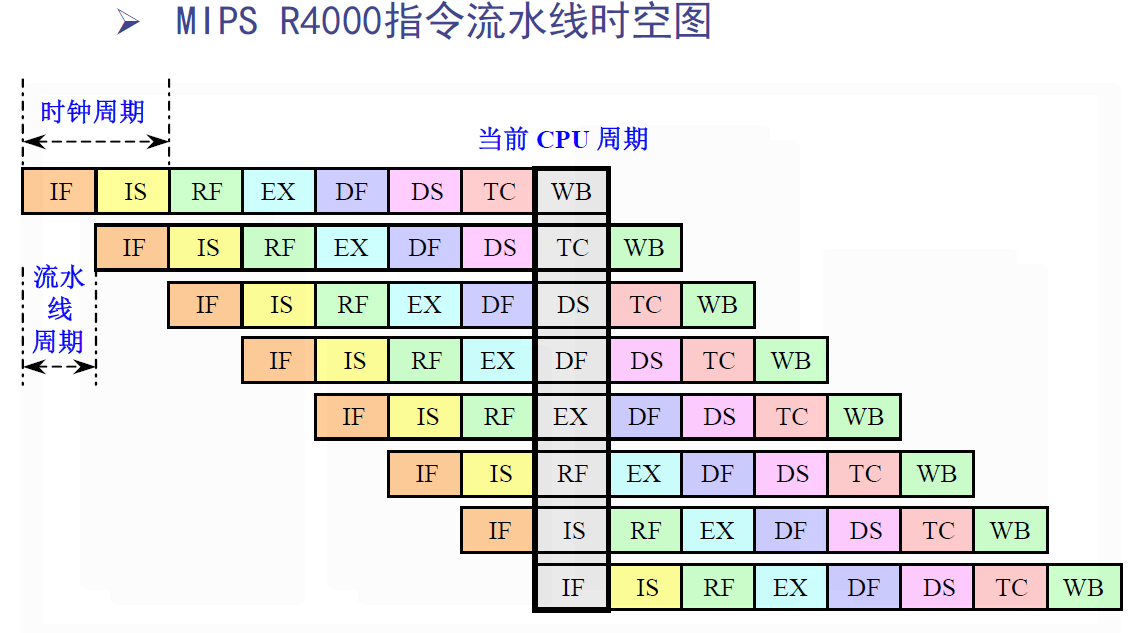 ➢ MIPS R4000指令流水线时空图
时钟周期
当前 CPU 周期
IF IS RF EX DF DS TC WB
IF IS RF EX DF DS TC WB
流水
线
周期
IF IS RF EX DF DS TC WB
IF IS RF EX DF DS TC WB
IF IS RF EX DF DS TC WB
IF IS RF EX DF DS TC WB
IF IS RF EX DF DS TC WB
IF IS RF EX DF DS TC WB